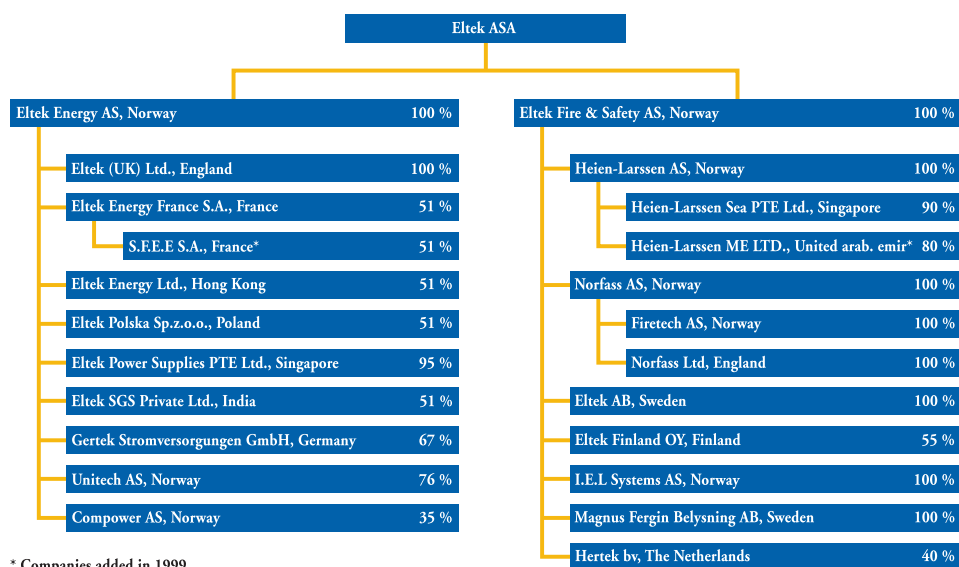 Eltek ASA
Eltek Energy AS, Norway 100 %
Eltek (UK) Ltd., England 100 %
Eltek Energy France S.A., France 51 %
S.F.E.E S.A., France* 51 %
Eltek Energy Ltd., Hong Kong 51 %
Eltek Polska Sp.z.o.o., Poland 51 %
Eltek Power Supplies PTE Ltd., Singapore 95 %
Eltek SGS Private Ltd., India 51 %
Gertek Stromversorgungen GmbH, Germany 67 %
Unitech AS, Norway 76 %
Compower AS, Norway 35 %
* Companies added in 1999
Eltek Fire & Safety AS, Norway 100 %
Heien-Larssen AS, Norway 100 %
Heien-Larssen Sea PTE Ltd., Singapore 90 %
Heien-Larssen ME LTD., United arab. emir* 80 %
Norfass AS, Norway 100 %
Firetech AS, Norway 100 %
Norfass Ltd, England 100 %
Eltek AB, Sweden 100 %
Eltek Finland OY, Finland 55 %
I.E.L Systems AS, Norway 100 %
Magnus Fergin Belysning AB, Sweden 100 %
Hertek bv, The Netherlands 40 %